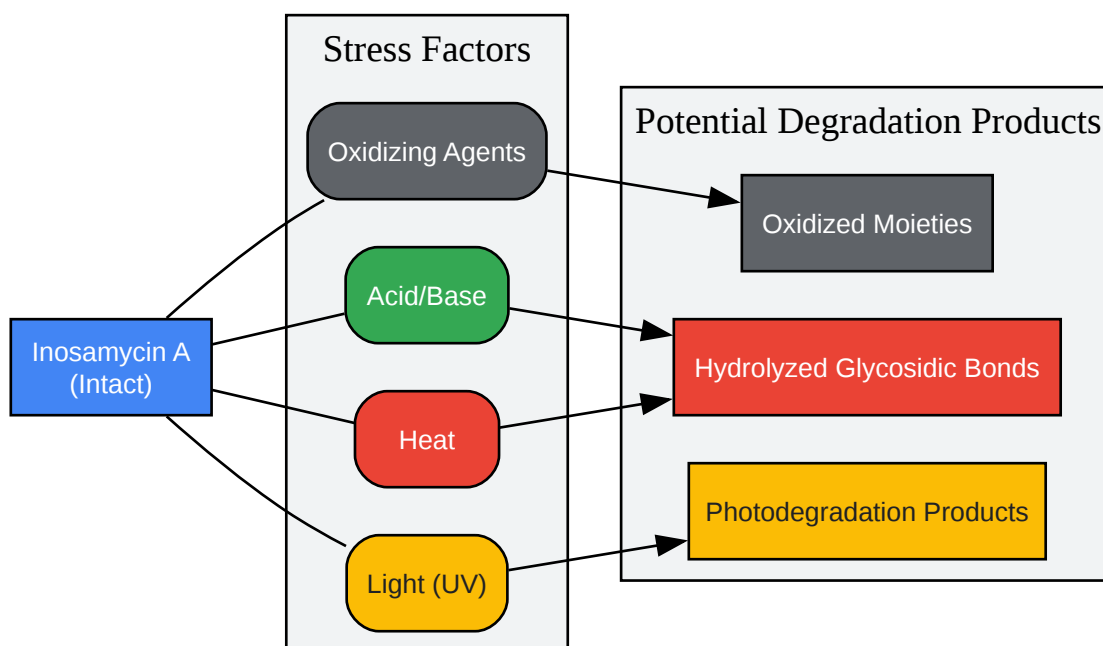 Stress Factors
Potential Degradation Products
Oxidizing Agents
Oxidized Moieties
Acid/Base
Inosamycin A
(Intact)
Hydrolyzed Glycosidic Bonds
Heat
Photodegradation Products
Light (UV)